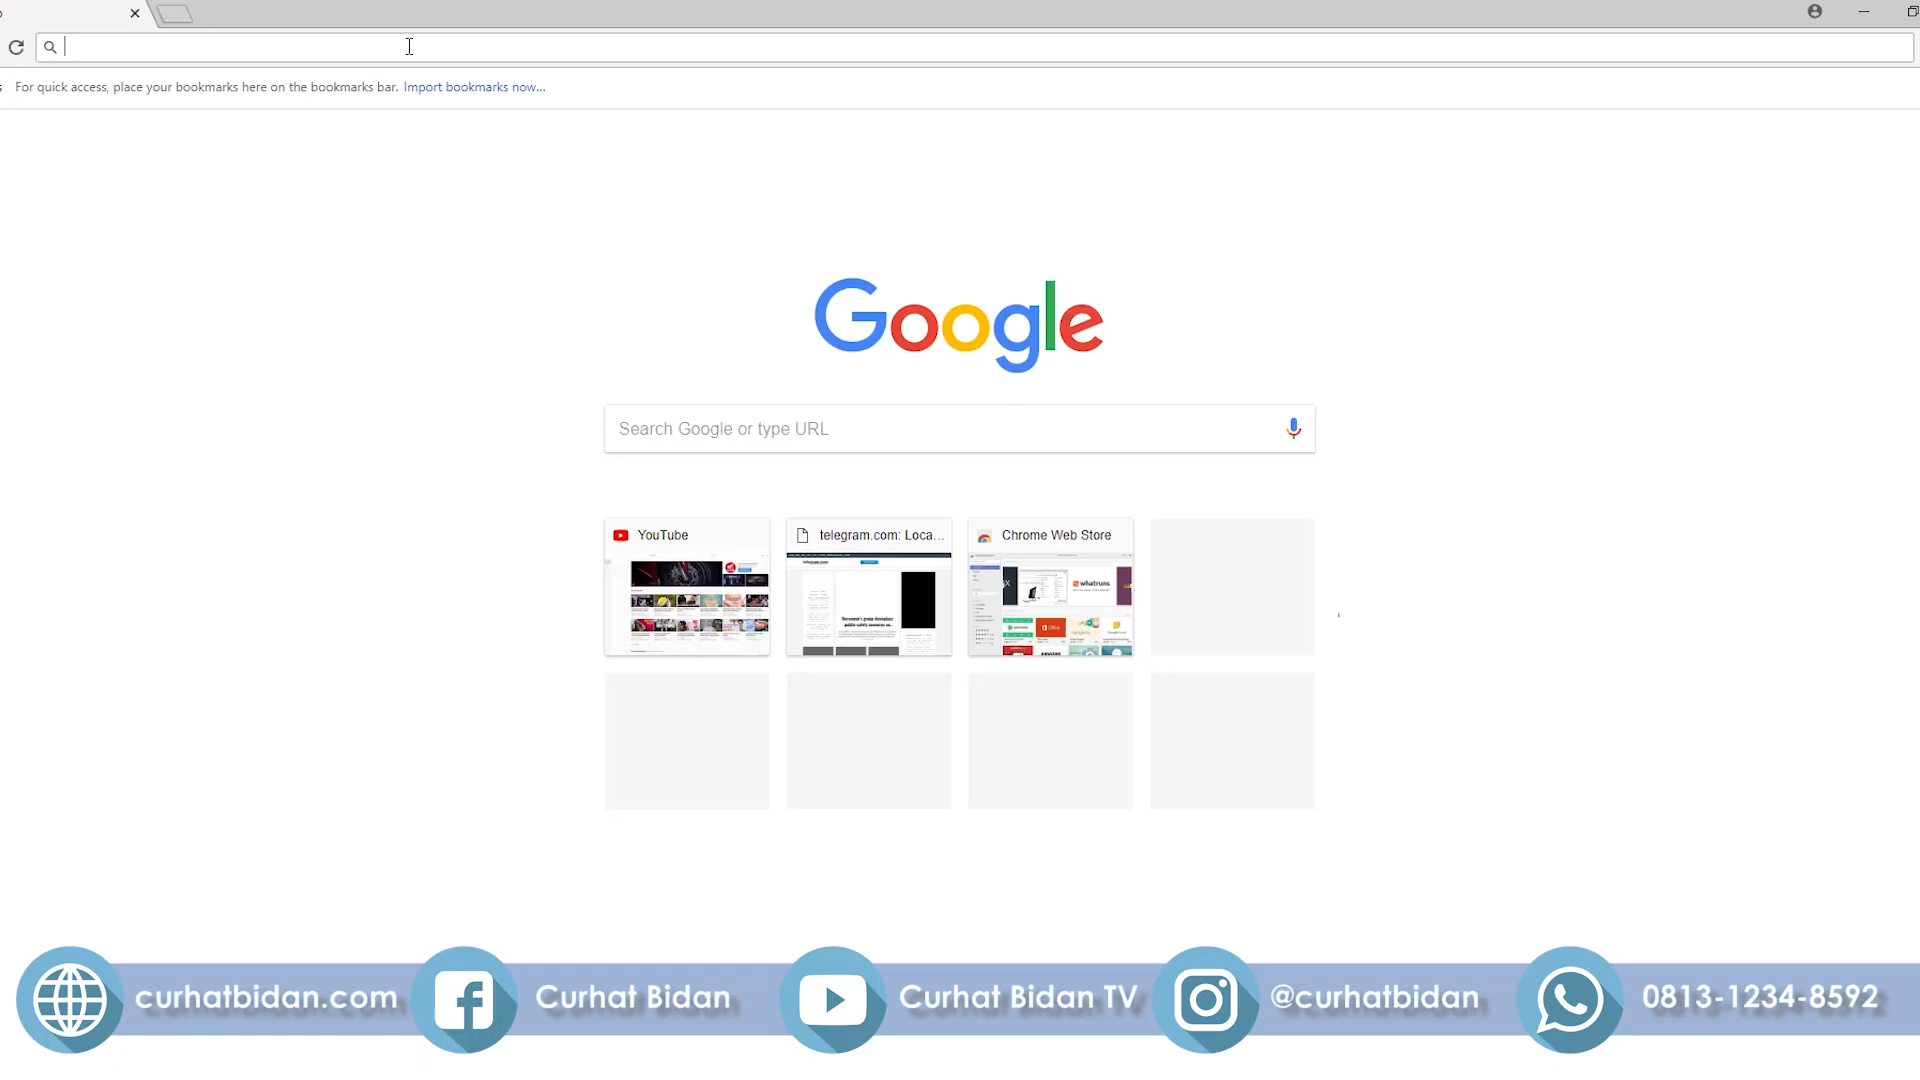 For quick access, place your bookmarks here on the bookmarks bar. Import bookmarks now...
Google
Search Google or type URL
YouTube
telegram.com: Loca...
Chrome Web Store
whatruns
Office
curhatbidan.com
Curhat Bidan
Curhat Bidan TV
@curhatbidan
0813-1234-8592